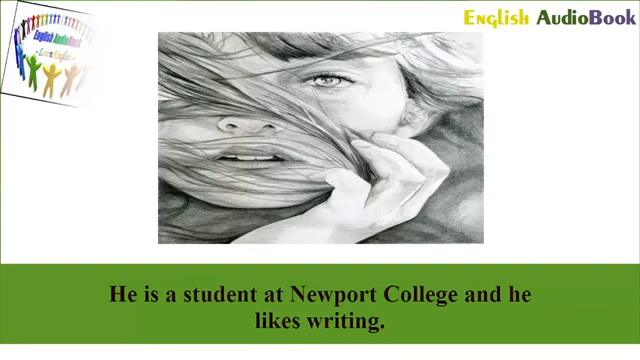 English AudioBook
English AudioBook
Learn English
He is a student at Newport College and he
likes writing.